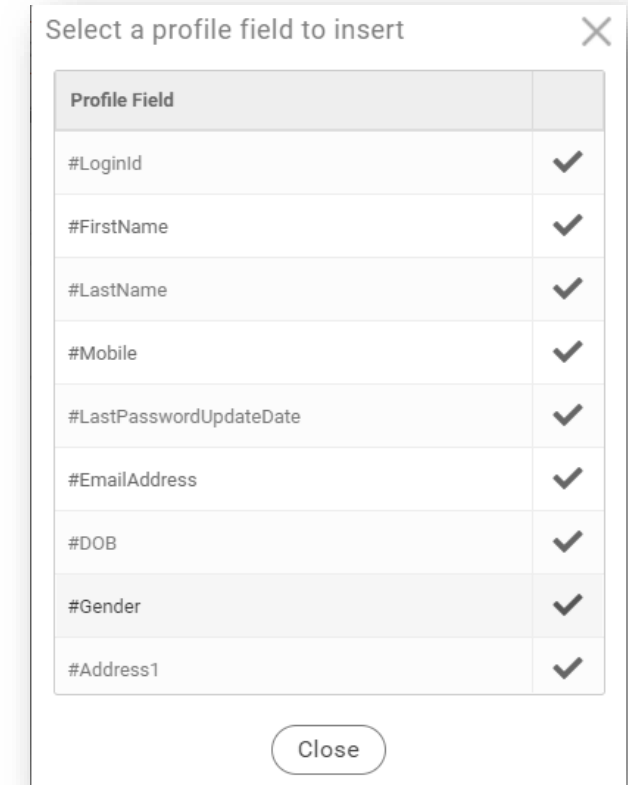 Select a profile field to insert
Profile Field
#LoginId
#FirstName
#LastName
#Mobile
#LastPasswordUpdateDate
#EmailAddress
#DOB
#Gender
#Address1
Close